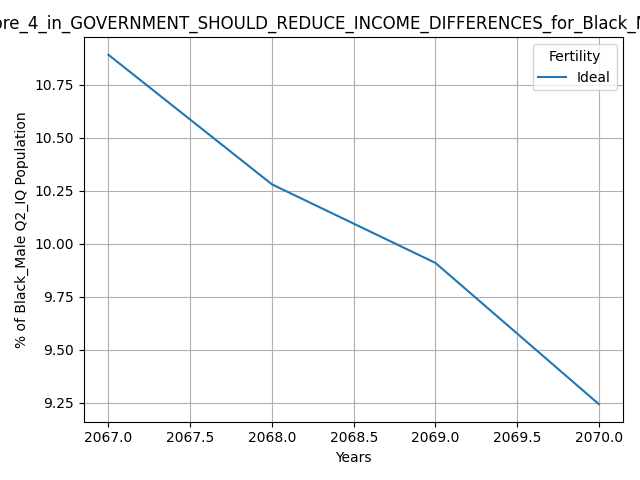 ore_4_in_GOVERNMENT_SHOULD_REDUCE_INCOME_DIFFERENCES_for_Black_M
Fertility
Ideal
% of Black_Male Q2_IQ Population
10.75
10.50
10.25
10.00
9.75
9.50
9.25
2067.0 2067.5 2068.0 2068.5 2069.0 2069.5 2070.0
Years